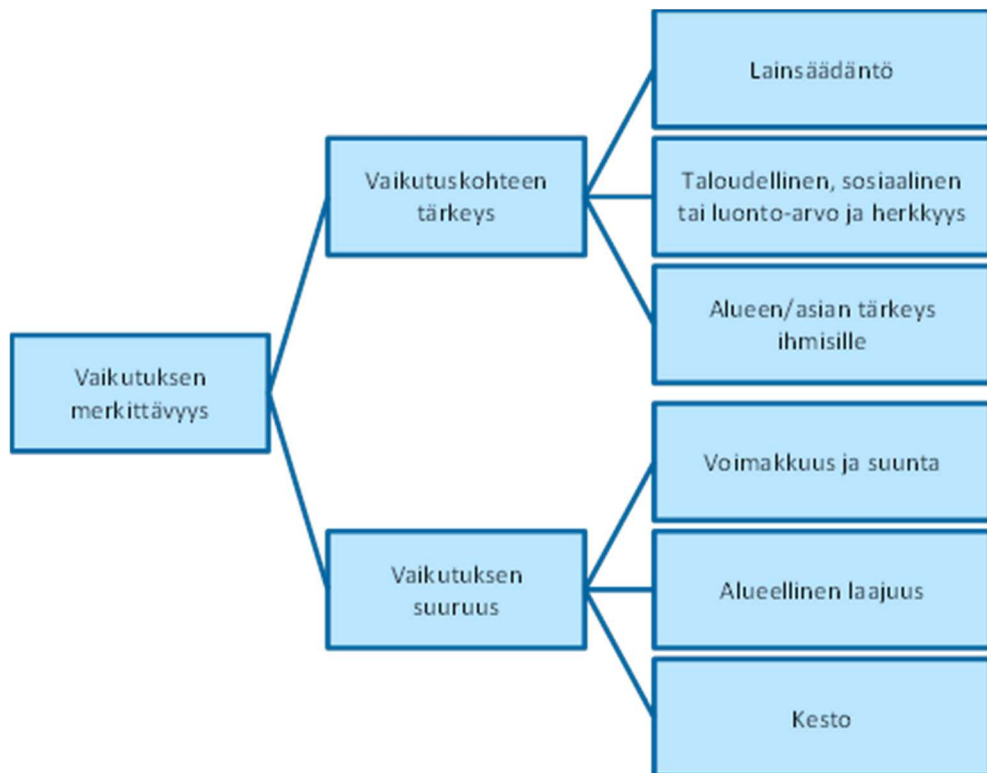 Vaikutuksen
merkittävyys
Vaikutuskohteen
tärkeys
Lainsäädäntö
Taloudellinen, sosiaalinen
tai luonto-arvo ja herkkyys
Alueen/asian tärkeys
ihmisille
Vaikutuksen
suuruus
Voimakkuus ja suunta
Alueellinen laajuus
Kesto